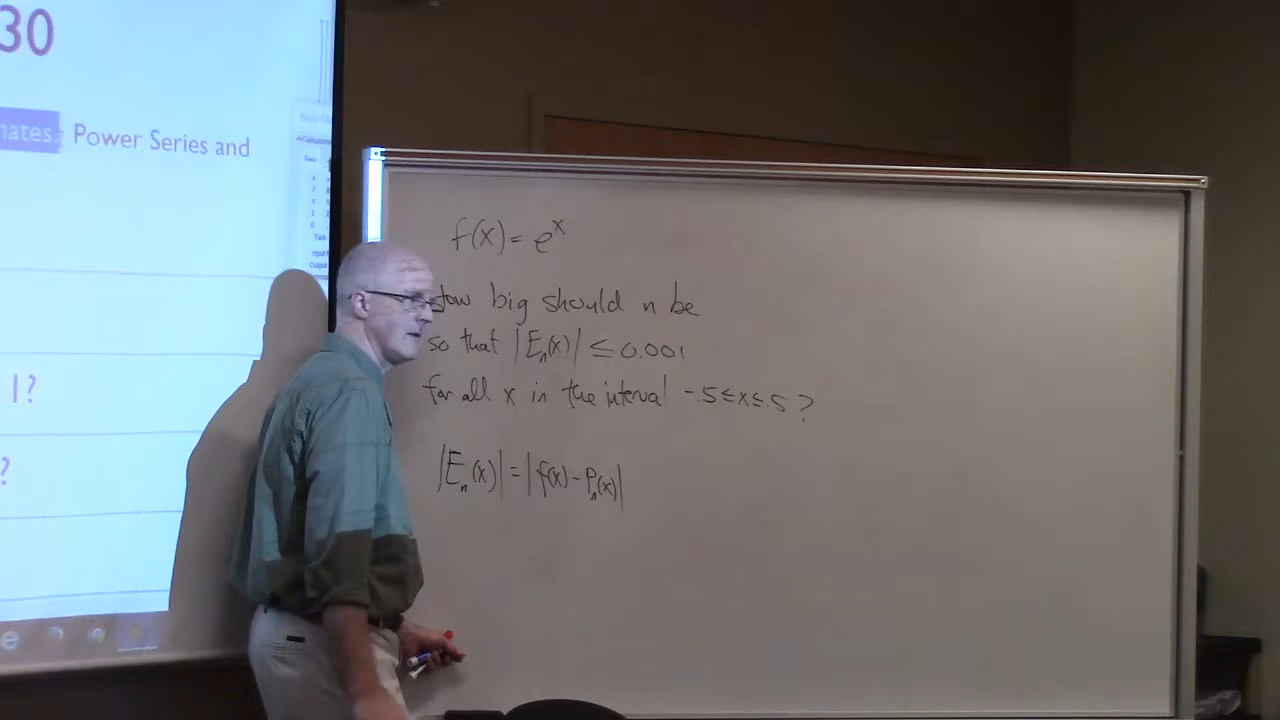 30
nates: Power Series and
1?
?
f(x) = e^x
How big should n be
so that |E_n(x)| ≤ 0.001
for all x in the interval -.5 ≤ x ≤ .5 ?
|E_n(x)| = |f(x) - P_n(x)|